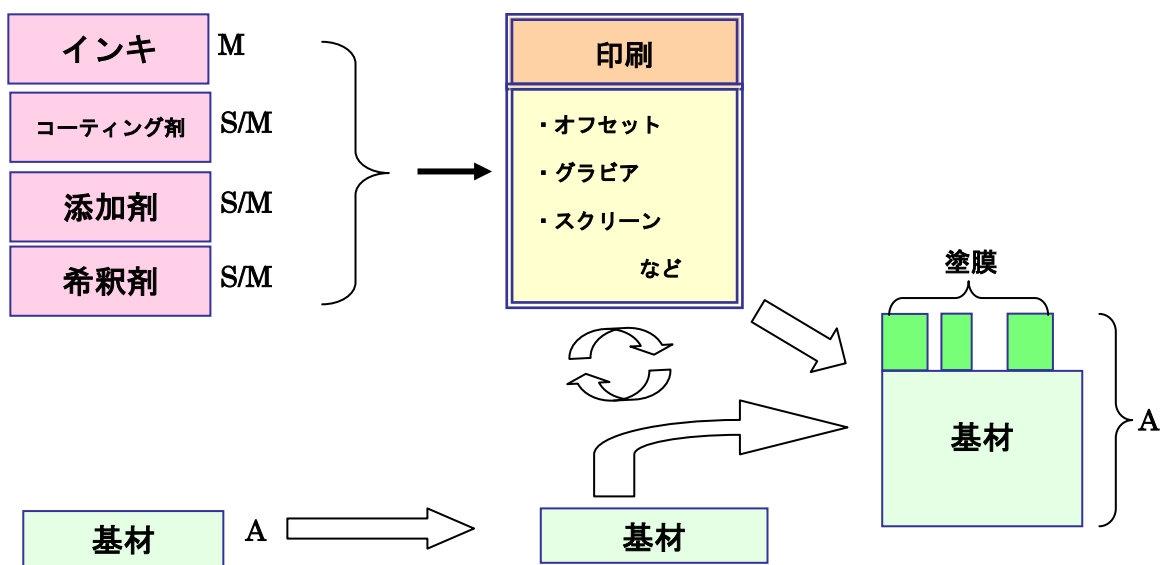 インキ M
コーティング剤 S/M
添加剤 S/M
希釈剤 S/M
印刷
・オフセット
・グラビア
・スクリーン
など
塗膜
基材
A
基材 A
基材